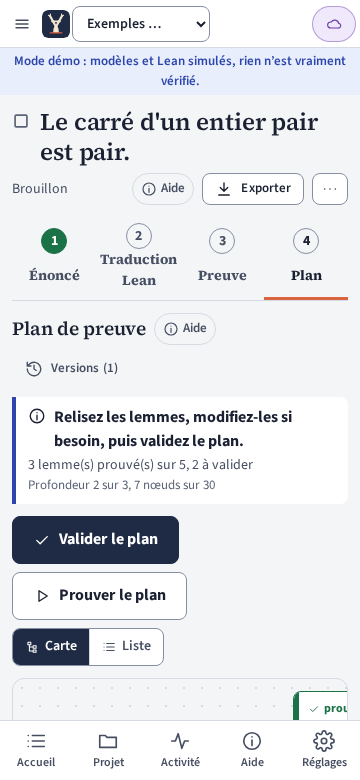 Exemples ...
Mode démo : modèles et Lean simulés, rien n'est vraiment
vérifié.
Le carré d'un entier pair
est pair.
Brouillon
Aide
Exporter
...
1
2
3
4
Énoncé
Traduction
Lean
Preuve
Plan
Plan de preuve
Aide
Versions (1)
Relisez les lemmes, modifiez-les si
besoin, puis validez le plan.
3 lemme(s) prouvé(s) sur 5, 2 à valider
Profondeur 2 sur 3, 7 nœuds sur 30
Valider le plan
Prouver le plan
Carte
Liste
prou
Accueil
Projet
Activité
Aide
Réglages